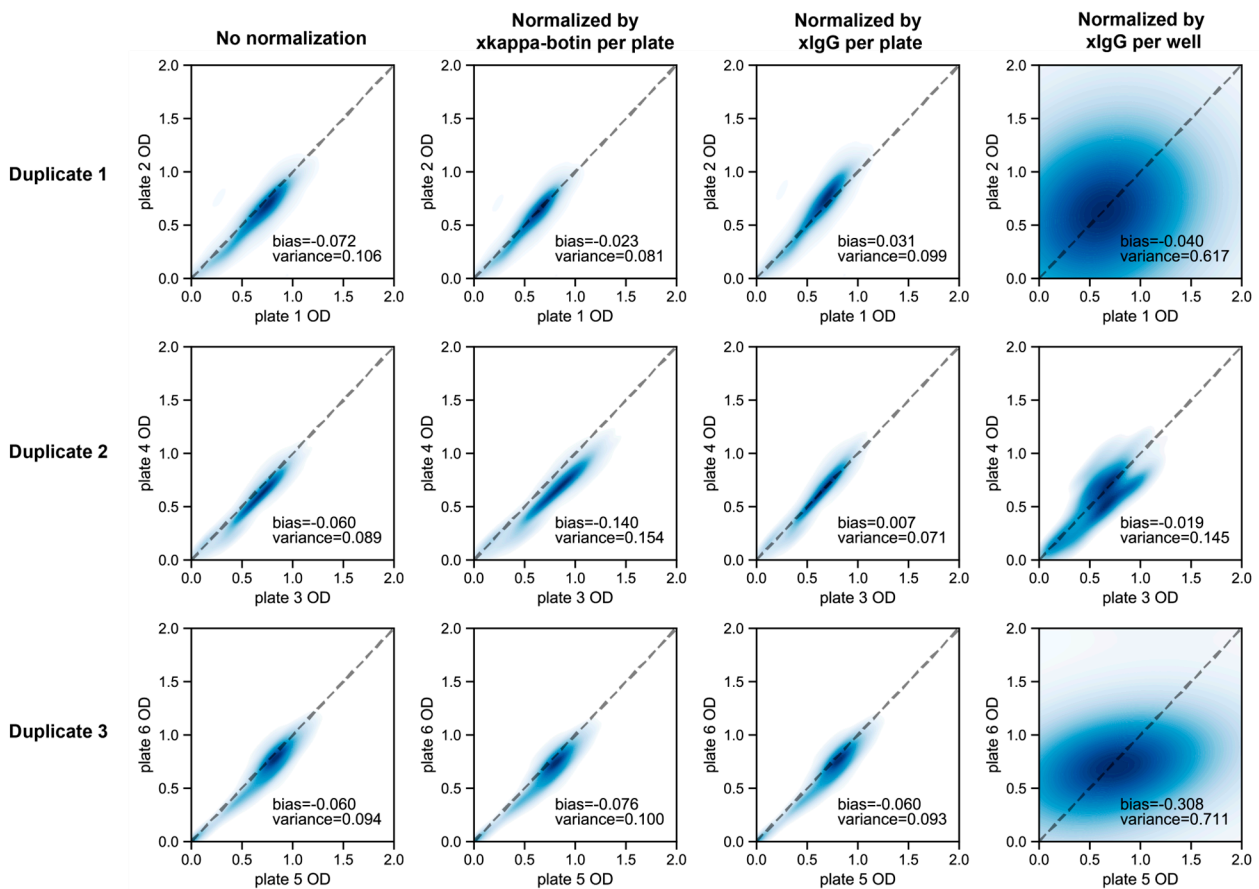 No normalization
Normalized by
xkappa-botin per plate
Normalized by
xIgG per plate
Normalized by
xIgG per well
Duplicate 1
2.0
1.5
1.0
0.5
0.0
plate 2 OD
bias=-0.072
variance=0.106
0.0 0.5 1.0 1.5 2.0
plate 1 OD
2.0
1.5
1.0
0.5
0.0
plate 2 OD
bias=-0.023
variance=0.081
0.0 0.5 1.0 1.5 2.0
plate 1 OD
2.0
1.5
1.0
0.5
0.0
plate 2 OD
bias=0.031
variance=0.099
0.0 0.5 1.0 1.5 2.0
plate 1 OD
2.0
1.5
1.0
0.5
0.0
plate 2 OD
bias=-0.040
variance=0.617
0.0 0.5 1.0 1.5 2.0
plate 1 OD
Duplicate 2
2.0
1.5
1.0
0.5
0.0
plate 4 OD
bias=-0.060
variance=0.089
0.0 0.5 1.0 1.5 2.0
plate 3 OD
2.0
1.5
1.0
0.5
0.0
plate 4 OD
bias=-0.140
variance=0.154
0.0 0.5 1.0 1.5 2.0
plate 3 OD
2.0
1.5
1.0
0.5
0.0
plate 4 OD
bias=0.007
variance=0.071
0.0 0.5 1.0 1.5 2.0
plate 3 OD
2.0
1.5
1.0
0.5
0.0
plate 4 OD
bias=-0.019
variance=0.145
0.0 0.5 1.0 1.5 2.0
plate 3 OD
Duplicate 3
2.0
1.5
1.0
0.5
0.0
plate 6 OD
bias=-0.060
variance=0.094
0.0 0.5 1.0 1.5 2.0
plate 5 OD
2.0
1.5
1.0
0.5
0.0
plate 6 OD
bias=-0.076
variance=0.100
0.0 0.5 1.0 1.5 2.0
plate 5 OD
2.0
1.5
1.0
0.5
0.0
plate 6 OD
bias=-0.060
variance=0.093
0.0 0.5 1.0 1.5 2.0
plate 5 OD
2.0
1.5
1.0
0.5
0.0
plate 6 OD
bias=-0.308
variance=0.711
0.0 0.5 1.0 1.5 2.0
plate 5 OD